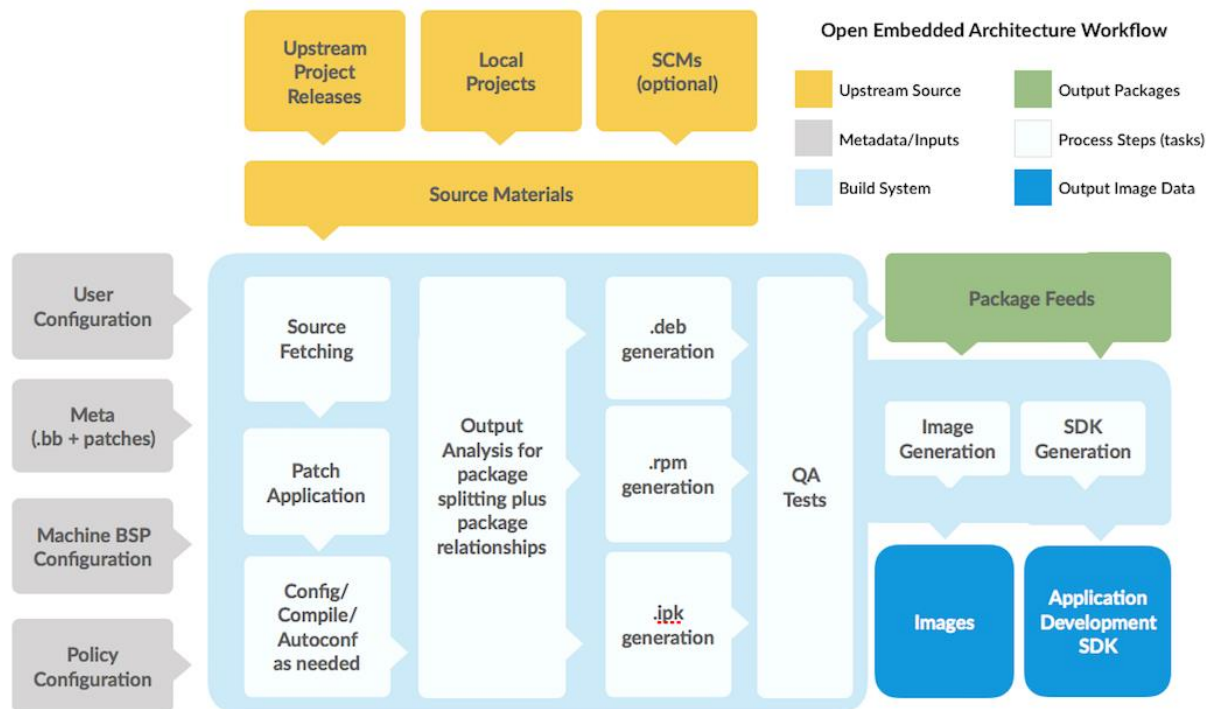 Upstream
Project
Releases
Local
Projects
SCMs
(optional)
Open Embedded Architecture Workflow
Upstream Source
Output Packages
Metadata/Inputs
Process Steps (tasks)
Build System
Output Image Data
Source Materials
User
Configuration
Meta
(.bb + patches)
Machine BSP
Configuration
Policy
Configuration
Source
Fetching
Patch
Application
Config/
Compile/
Autoconf
as needed
Output
Analysis for
package
splitting plus
package
relationships
.deb
generation
.rpm
generation
.ipk
generation
QA
Tests
Package Feeds
Image
Generation
SDK
Generation
Images
Application
Development
SDK